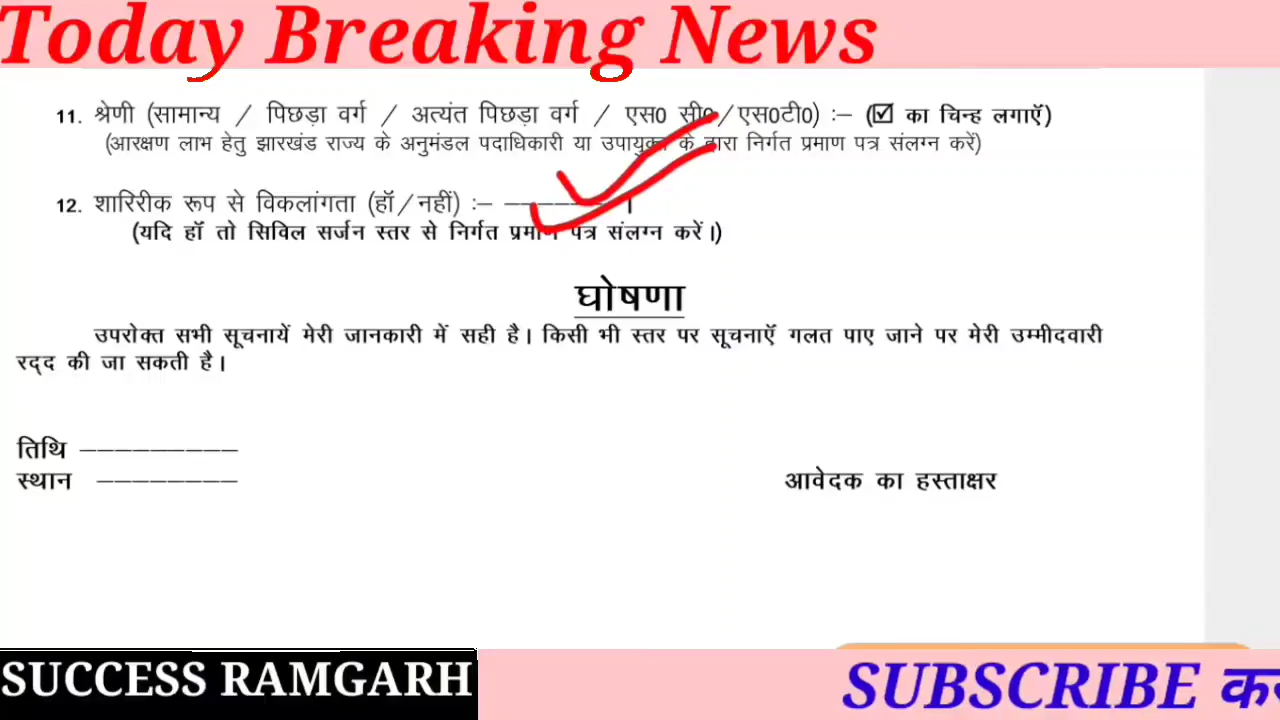 Today Breaking News
11. श्रेणी (सामान्य / पिछड़ा वर्ग / अत्यंत पिछड़ा वर्ग / एस0 सी0/एस0टी0) :– (☑ का चिन्ह लगाएँ)
(आरक्षण लाभ हेतु झारखंड राज्य के अनुमंडल पदाधिकारी या उपायुक्त के द्वारा निर्गत प्रमाण पत्र संलग्न करें)
12. शारिरीक रूप से विकलांगता (हॉ/नहीं) :– ––––––– ।
(यदि हॉ तो सिविल सर्जन स्तर से निर्गत प्रमाण पत्र संलग्न करें।)
घोषणा
उपरोक्त सभी सूचनायें मेरी जानकारी में सही है। किसी भी स्तर पर सूचनाएँ गलत पाए जाने पर मेरी उम्मीदवारी
रद्द की जा सकती है।
तिथि –––––––––
स्थान ––––––––
आवेदक का हस्ताक्षर
SUCCESS RAMGARH
SUBSCRIBE